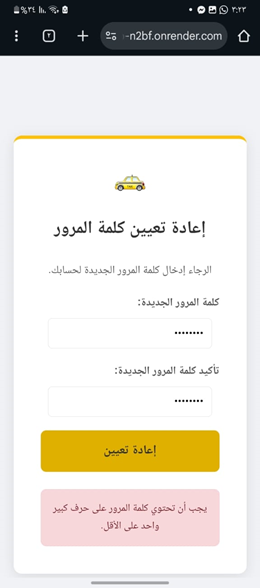 %٣٤
٣:٢٣
n2bf.onrender.com
إعادة تعيين كلمة المرور
الرجاء إدخال كلمة المرور الجديدة لحسابك.
كلمة المرور الجديدة:
••••••••
تأكيد كلمة المرور الجديدة:
••••••••
إعادة تعيين
يجب أن تحتوي كلمة المرور على حرف كبير
واحد على الأقل.